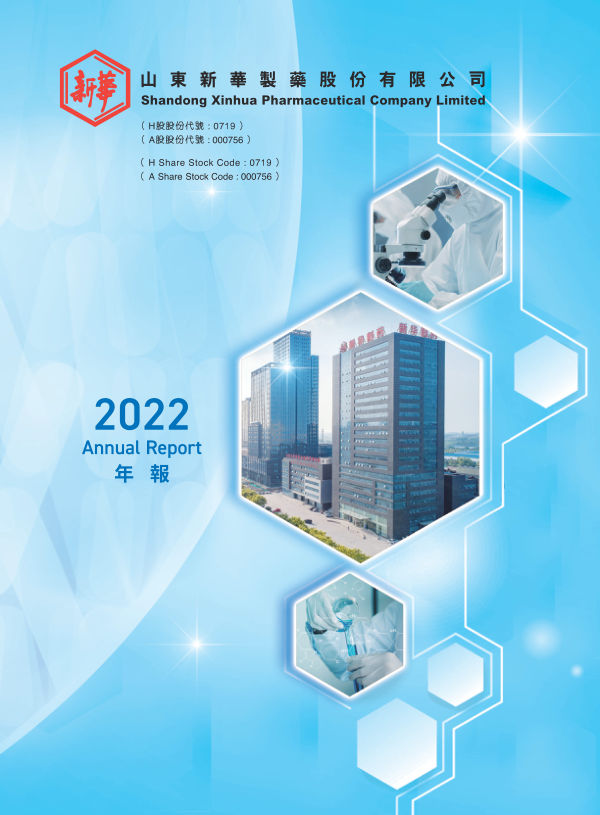 新華
山東新華製藥股份有限公司
Shandong Xinhua Pharmaceutical Company Limited
( H股股份代號 : 0719 )
( A股股份代號 : 000756 )
( H Share Stock Code : 0719 )
( A Share Stock Code : 000756 )
2022
Annual Report
年報